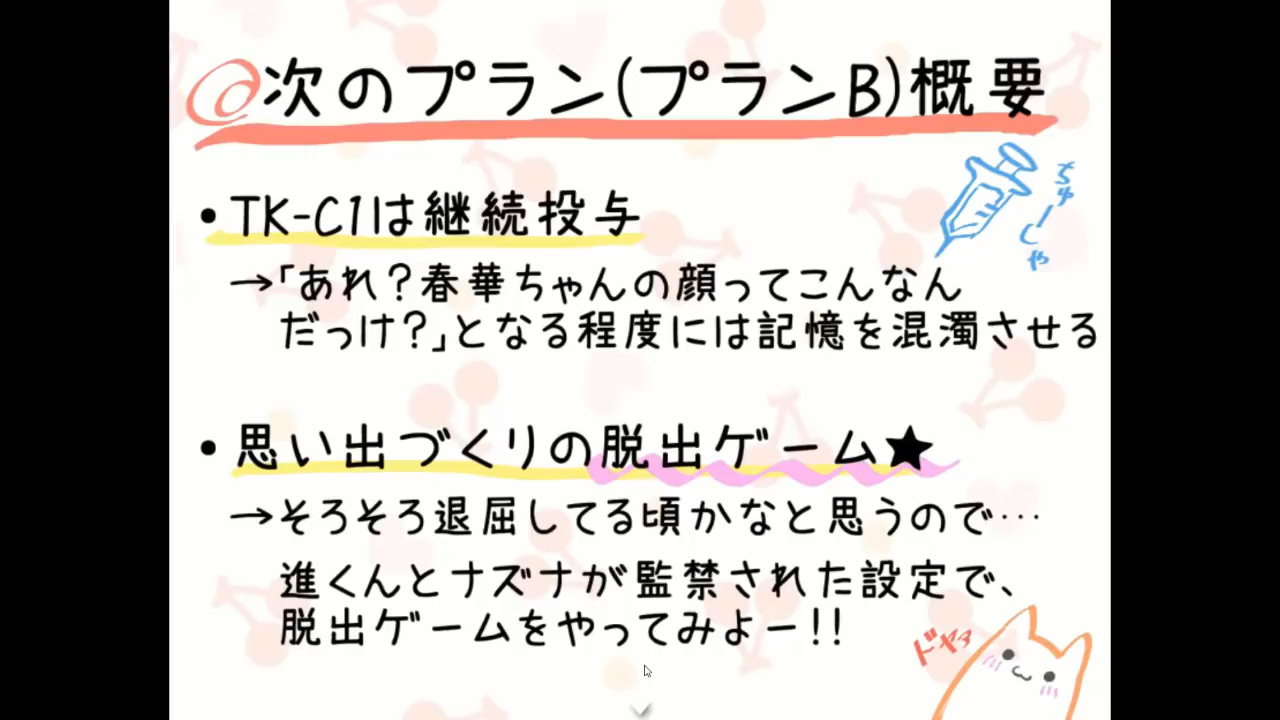 次のプラン(プランB)概要
ちゅーしゃ
•TK-C1は継続投与
→「あれ?春華ちゃんの顔ってこんなん
だっけ?」となる程度には記憶を混濁させる
•思い出づくりの脱出ゲーム★
→そろそろ退屈してる頃かなと思うので…
進くんとナズナが監禁された設定で、
脱出ゲームをやってみよー!!
ドヤァ